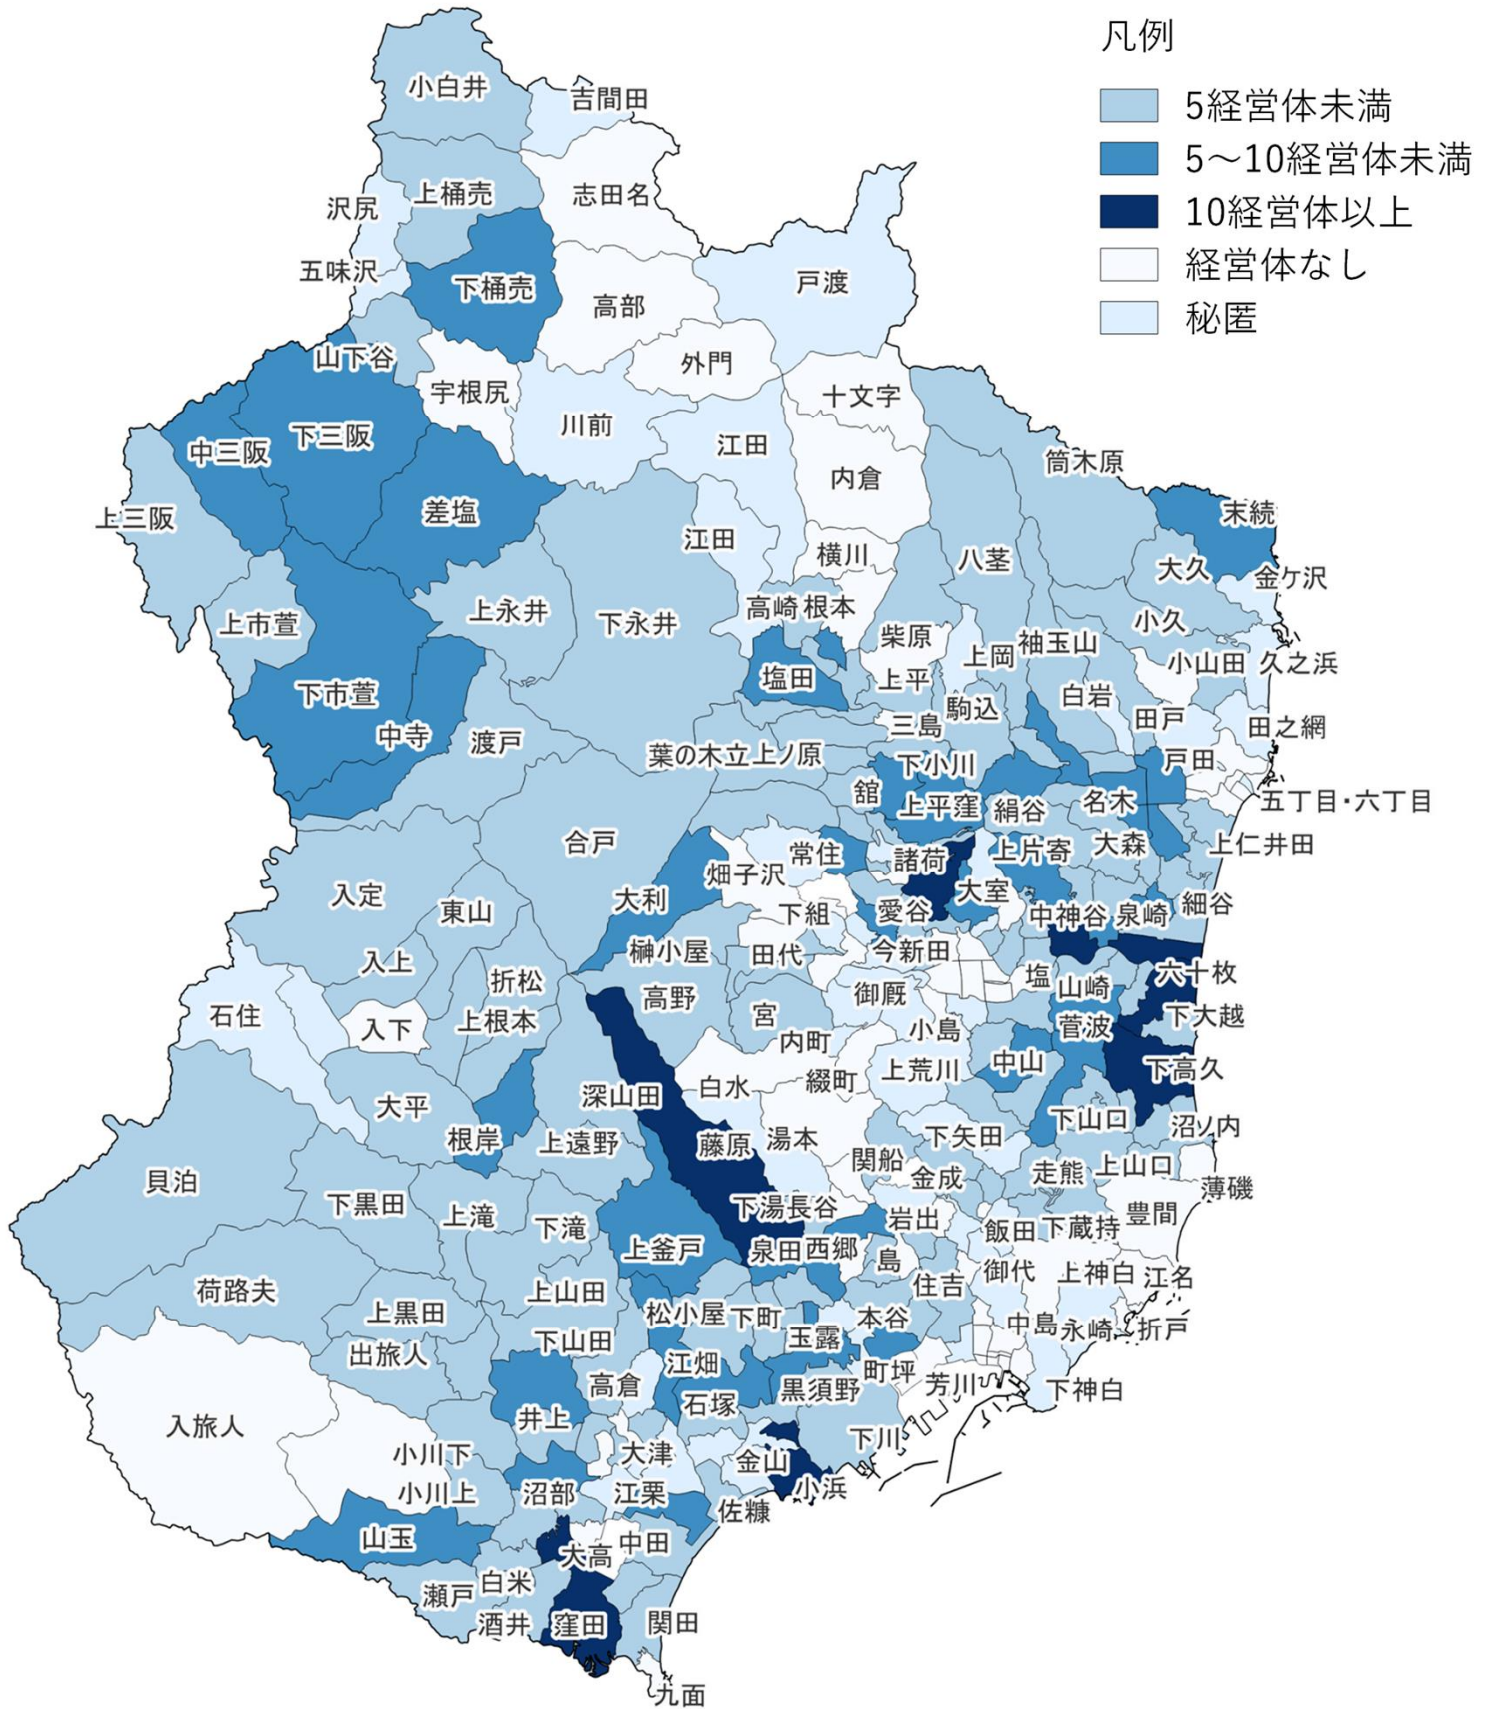 凡例
5経営体未満
5～10経営体未満
10経営体以上
経営体なし
秘匿
小白井
吉間田
上桶売
志田名
沢尻
五味沢
下桶売
戸渡
高部
山下谷
外門
宇根尻
十文字
川前
下三阪
中三阪
江田
筒木原
内倉
差塩
末続
上三阪
江田
横川
八茎
大久
金ケ沢
高崎
根本
上永井
下永井
上市萱
小久
柴原
袖玉山
上岡
小山田
久之浜
塩田
上平
下市萱
白岩
駒込
田戸
三島
田之網
中寺
渡戸
葉の木立
上ノ原
下小川
戸田
舘
上平窪
絹谷
名木
五丁目・六丁目
合戸
大森
上仁井田
常住
諸荷
上片寄
畑子沢
大室
入定
大利
東山
下組
愛谷
中神谷
泉崎
細谷
榊小屋
田代
今新田
入上
折松
塩
六十枚
山崎
高野
御厩
石住
宮
下大越
上根本
入下
小島
菅波
内町
中山
上荒川
下高久
綴町
白水
深山田
大平
下山口
沼ノ内
根岸
上遠野
藤原
湯本
下矢田
関船
上山口
走熊
貝泊
金成
薄磯
下黒田
下湯長谷
豊間
上滝
岩出
下滝
下蔵持
飯田
上釜戸
泉田
西郷
島
御代
上神白
江名
荷路夫
上山田
住吉
上黒田
松小屋
下町
本谷
中島
永崎
折戸
下山田
玉露
出旅人
江畑
町坪
高倉
黒須野
芳川
下神白
石塚
井上
入旅人
下川
小川下
大津
金山
小浜
小川上
沼部
江栗
佐糠
山玉
中田
大高
白米
瀬戸
酒井
窪田
関田
九面